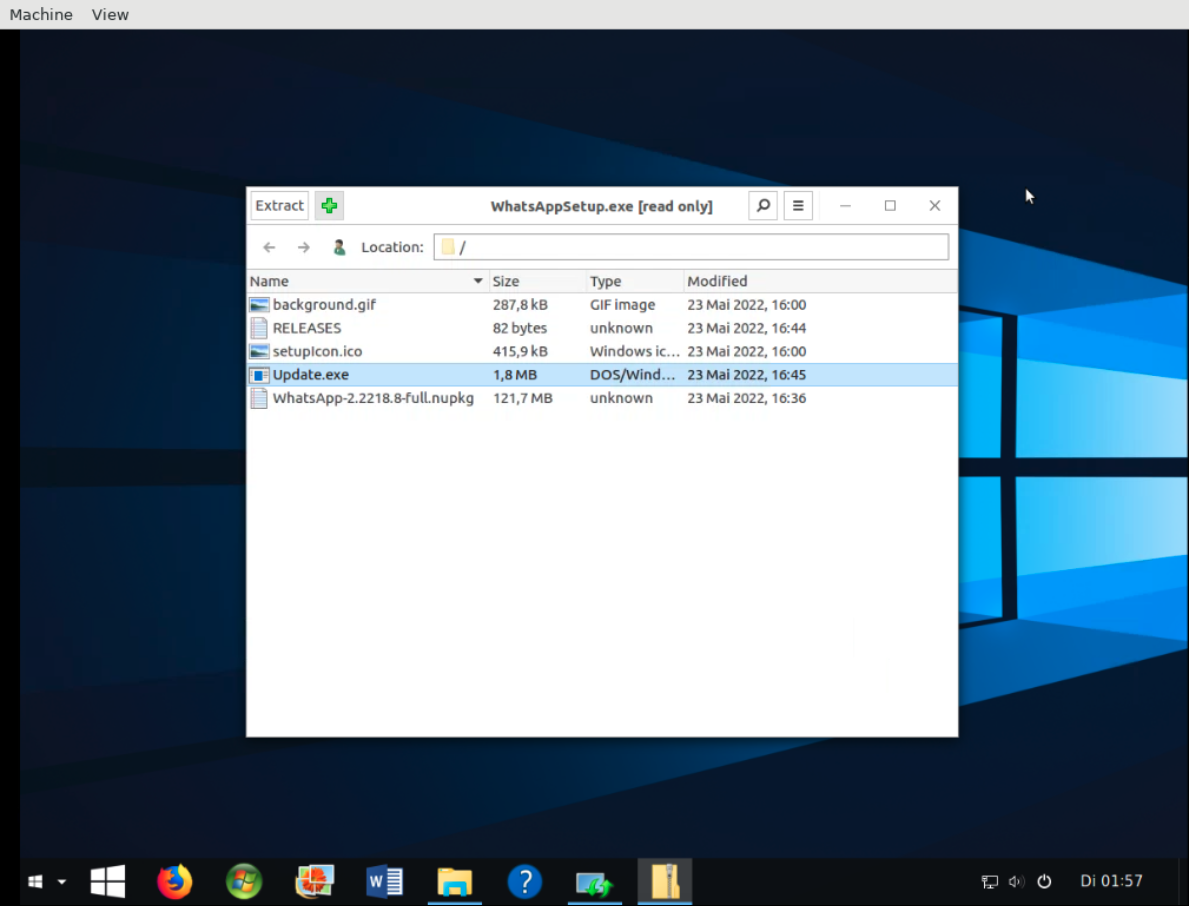 Machine View
Extract WhatsAppSetup.exe [read only]
Location: /
Name Size Type Modified
background.gif 287,8 kB GIF image 23 Mai 2022, 16:00
RELEASES 82 bytes unknown 23 Mai 2022, 16:44
setupIcon.ico 415,9 kB Windows ic... 23 Mai 2022, 16:00
Update.exe 1,8 MB DOS/Wind... 23 Mai 2022, 16:45
WhatsApp-2.2218.8-full.nupkg 121,7 MB unknown 23 Mai 2022, 16:36
W ? Di 01:57